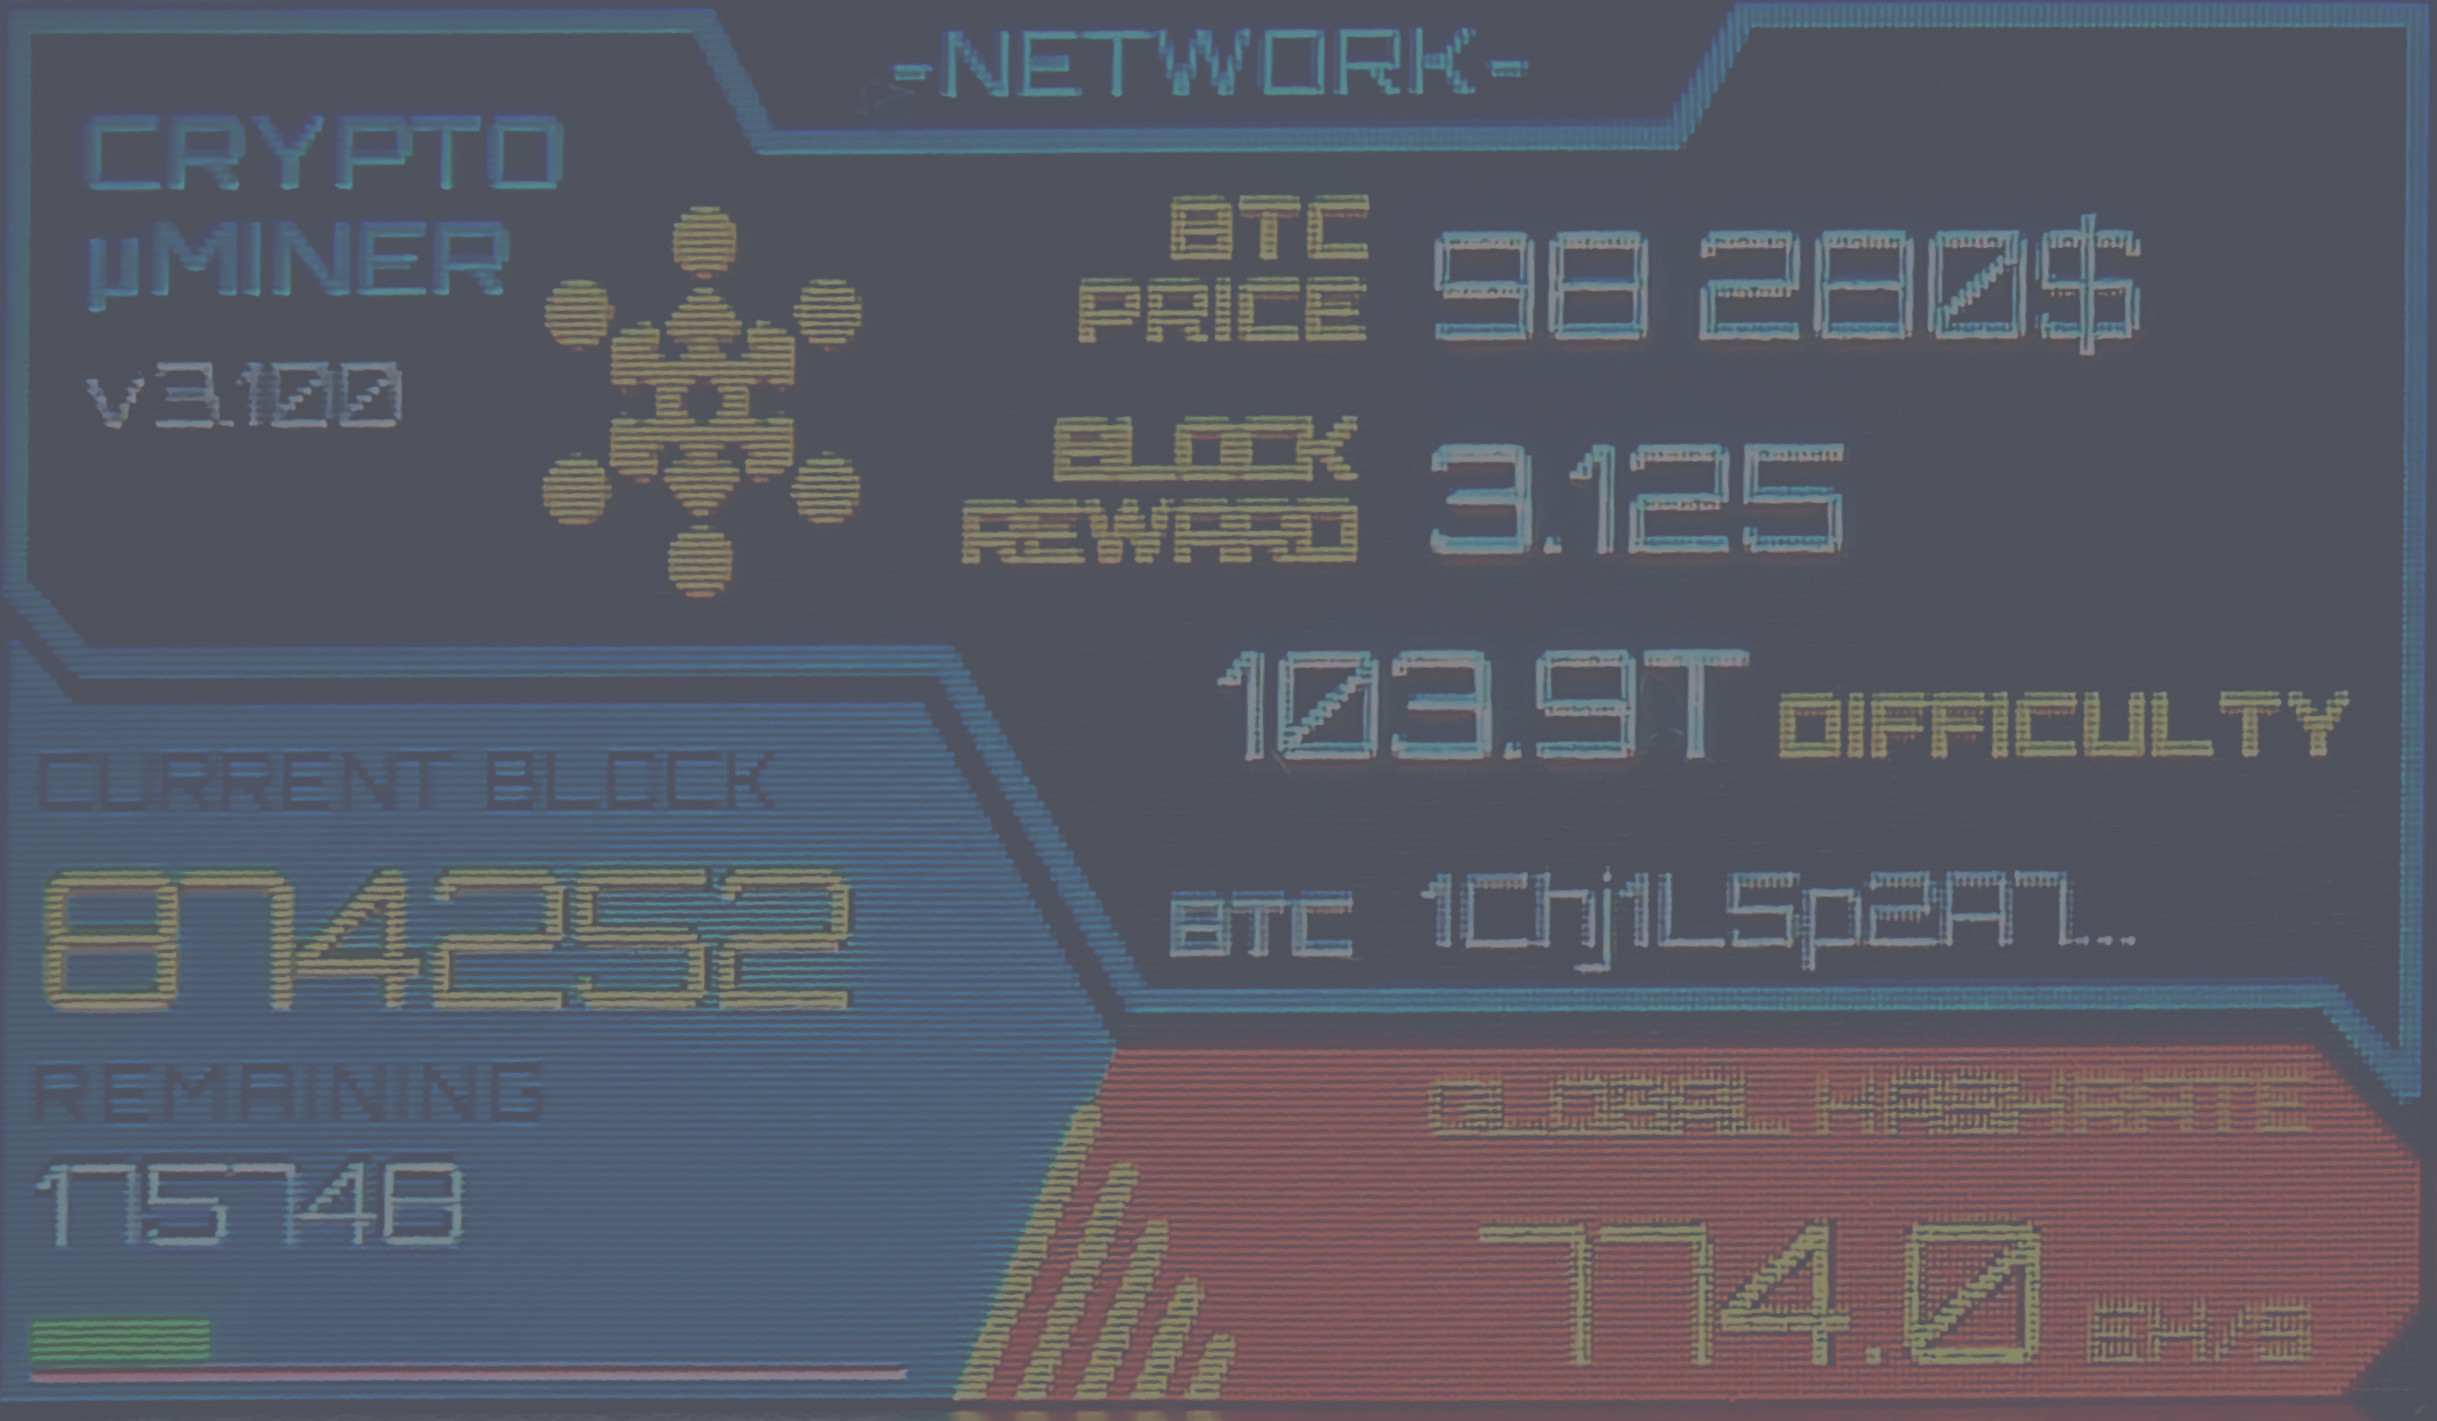 -NETWORK-
CRYPTO
µMINER
v3.100
BTC
PRICE
98 280$
BLOCK
REWARD
3.125
103.9T DIFFICULTY
BTC 1Chj1LSp2A7...
CURRENT BLOCK
874252
REMAINING
175748
GLOBAL HASHRATE
774.0 EH/s